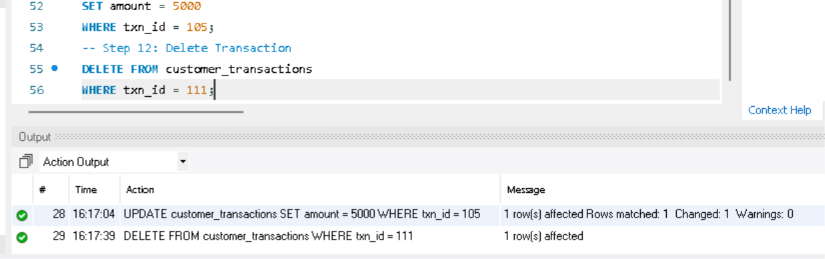 52 SET amount = 5000
53 WHERE txn_id = 105;
54 -- Step 12: Delete Transaction
55 DELETE FROM customer_transactions
56 WHERE txn_id = 111;
Context Help
Output
Action Output
# Time Action Message
28 16:17:04 UPDATE customer_transactions SET amount = 5000 WHERE txn_id = 105 1 row(s) affected Rows matched: 1 Changed: 1 Warnings: 0
29 16:17:39 DELETE FROM customer_transactions WHERE txn_id = 111 1 row(s) affected